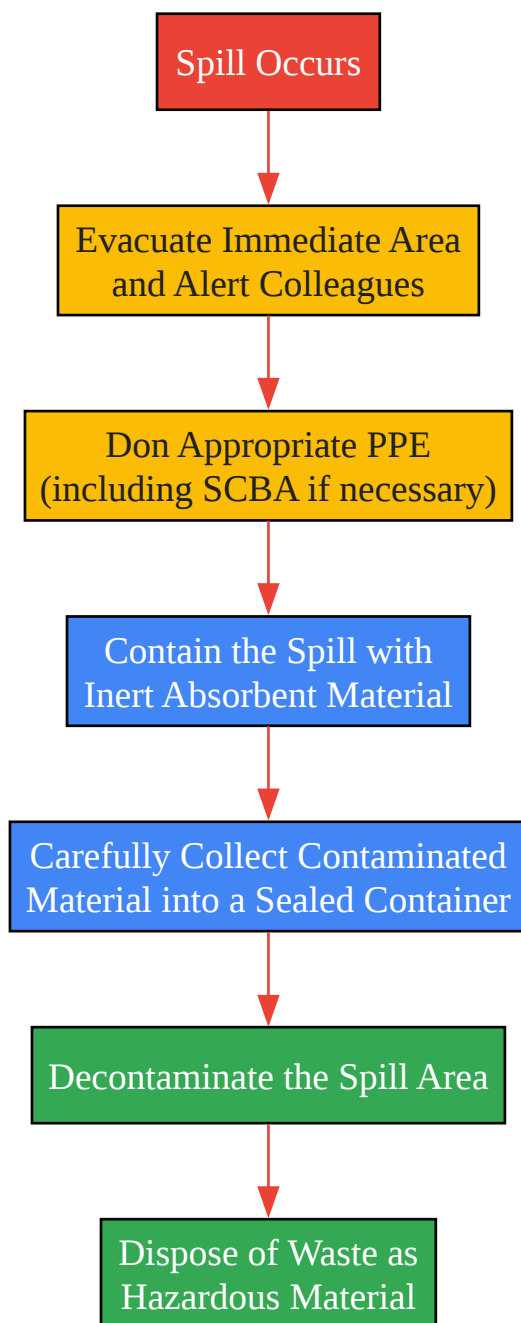 Spill Occurs
Evacuate Immediate Area
and Alert Colleagues
Don Appropriate PPE
(including SCBA if necessary)
Contain the Spill with
Inert Absorbent Material
Carefully Collect Contaminated
Material into a Sealed Container
Decontaminate the Spill Area
Dispose of Waste as
Hazardous Material